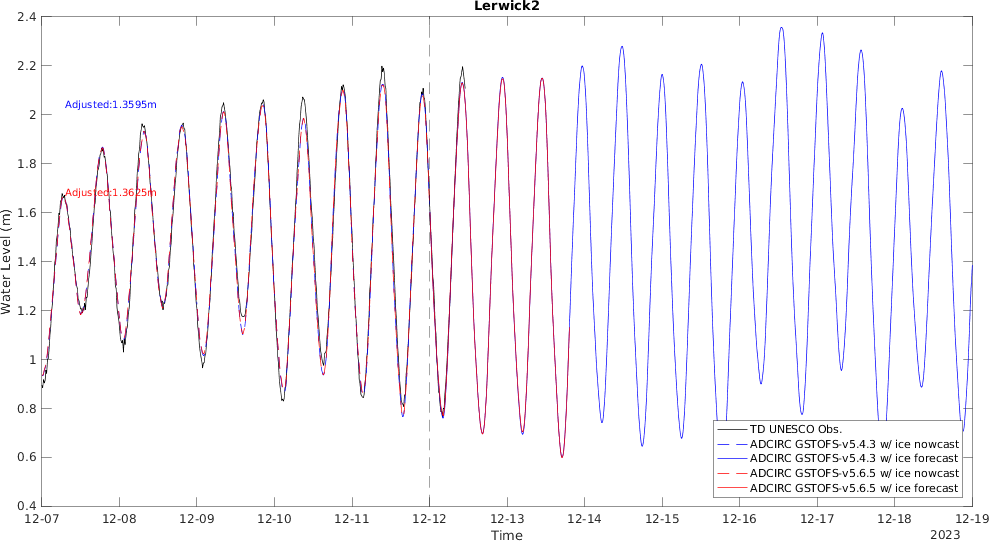 Lerwick2
2.4
2.2
2
1.8
1.6
1.4
1.2
1
0.8
0.6
0.4
Water Level (m)
Adjusted:1.3595m
Adjusted:1.3625m
TD UNESCO Obs.
ADCIRC GSTOFS-v5.4.3 w/ ice nowcast
ADCIRC GSTOFS-v5.4.3 w/ ice forecast
ADCIRC GSTOFS-v5.6.5 w/ ice nowcast
ADCIRC GSTOFS-v5.6.5 w/ ice forecast
12-07 12-08 12-09 12-10 12-11 12-12 12-13 12-14 12-15 12-16 12-17 12-18 12-19
Time
2023